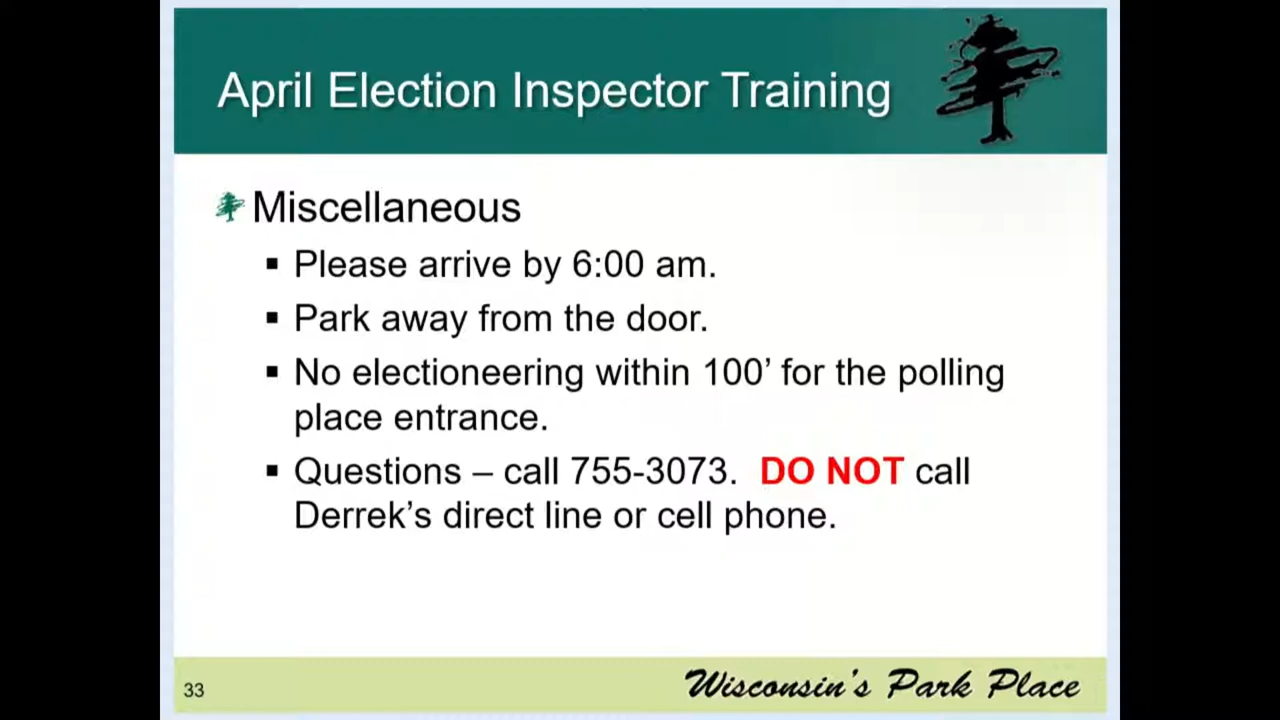 April Election Inspector Training
Miscellaneous
▪ Please arrive by 6:00 am.
▪ Park away from the door.
▪ No electioneering within 100’ for the polling
place entrance.
▪ Questions – call 755-3073.  DO NOT call
Derrek’s direct line or cell phone.
33
Wisconsin's Park Place